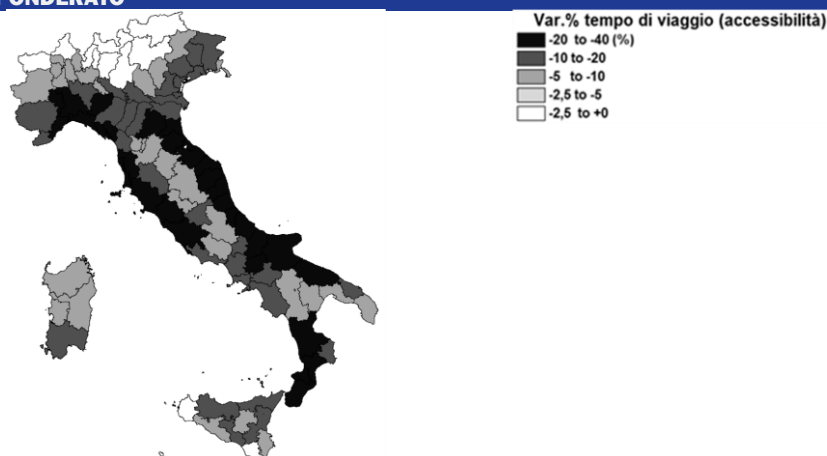 PONDERATO
Var.% tempo di viaggio (accessibilità)
-20 to -40 (%)
-10 to -20
-5 to -10
-2,5 to -5
-2,5 to +0